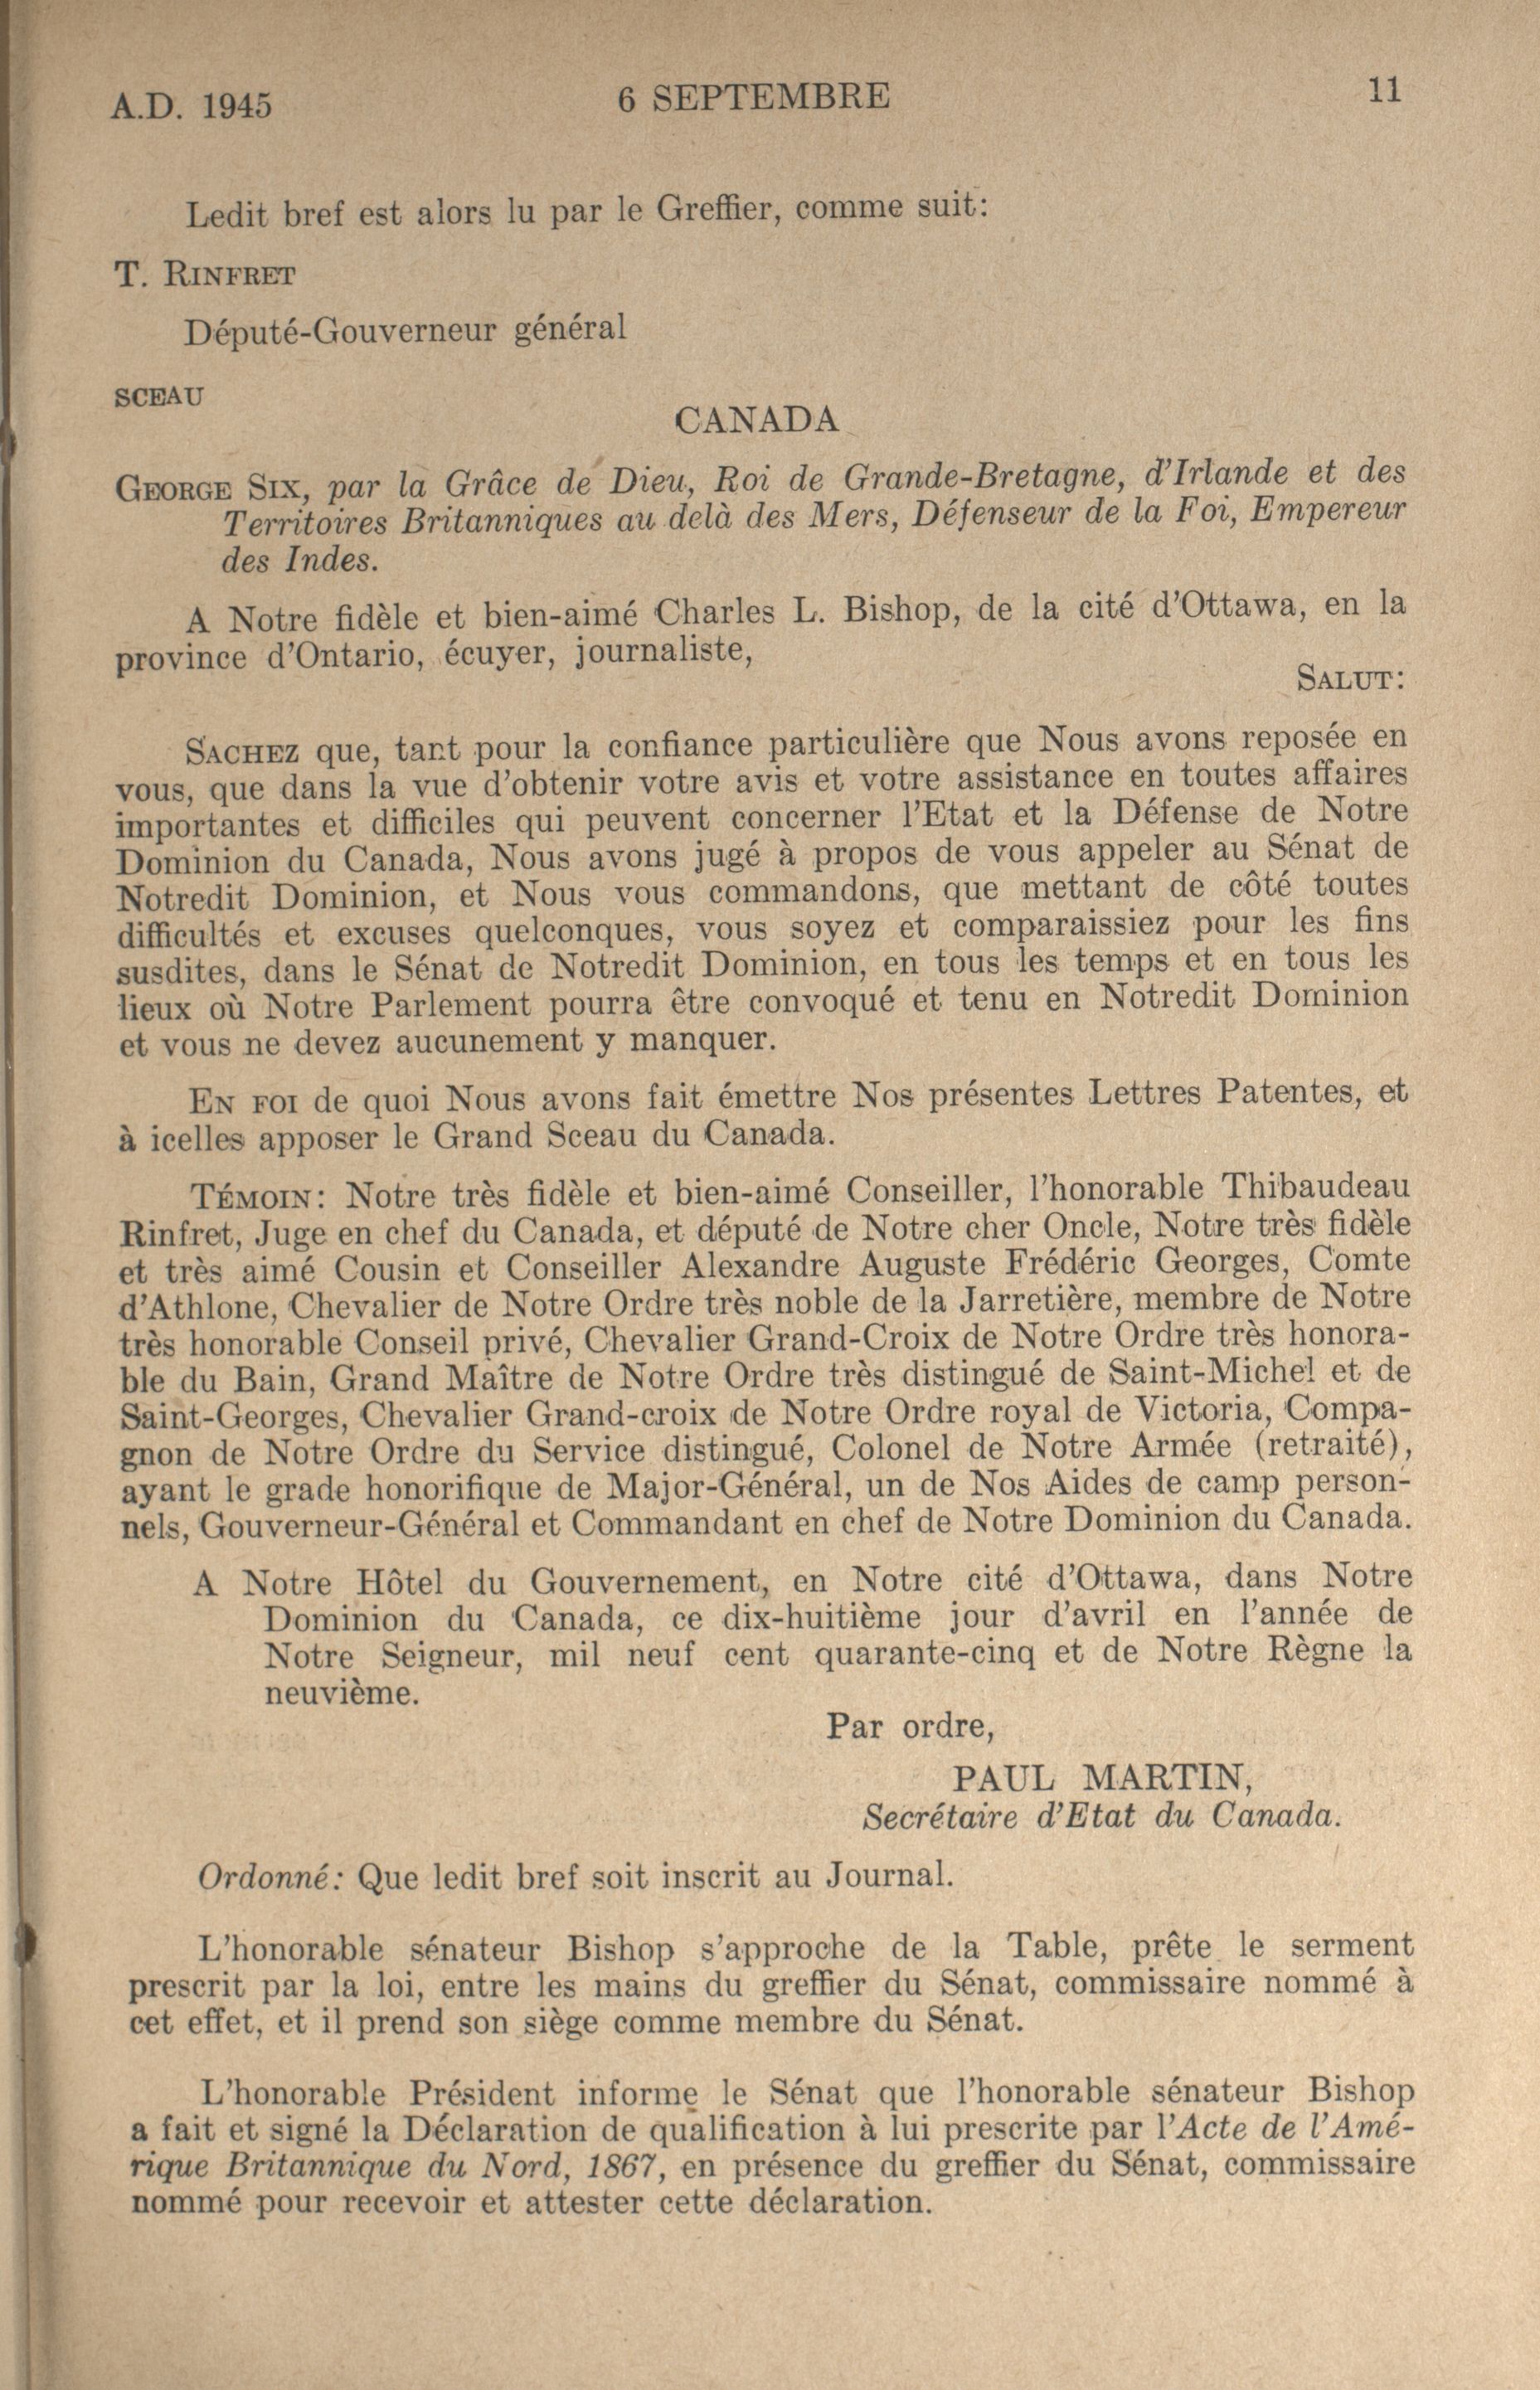 A.D. 1945 6 SEPTEMBRE 11
Ledit bref est alors lu par le Greffier, comme suit:
T. RINFRET
Député-Gouverneur général
SCEAU
CANADA
GEORGE SIX, par la Grâce de Dieu, Roi de Grande-Bretagne, d'Irlande et des
Territoires Britanniques au delà des Mers, Défenseur de la Foi, Empereur
des Indes.
A Notre fidèle et bien-aimé Charles L. Bishop, de la cité d'Ottawa, en la
province d'Ontario, écuyer, journaliste,
SALUT:
SACHEZ que, tant pour la confiance particulière que Nous avons reposée en
vous, que dans la vue d'obtenir votre avis et votre assistance en toutes affaires
importantes et difficiles qui peuvent concerner l'Etat et la Défense de Notre
Dominion du Canada, Nous avons jugé à propos de vous appeler au Sénat de
Notredit Dominion, et Nous vous commandons, que mettant de côté toutes
difficultés et excuses quelconques, vous soyez et comparaissiez pour les fins
susdites, dans le Sénat de Notredit Dominion, en tous les temps et en tous les
lieux où Notre Parlement pourra être convoqué et tenu en Notredit Dominion
et vous ne devez aucunement y manquer.
EN FOI de quoi Nous avons fait émettre Nos présentes Lettres Patentes, et
à icelles apposer le Grand Sceau du Canada.
TÉMOIN: Notre très fidèle et bien-aimé Conseiller, l'honorable Thibaudeau
Rinfret, Juge en chef du Canada, et député de Notre cher Oncle, Notre très fidèle
et très aimé Cousin et Conseiller Alexandre Auguste Frédéric Georges, Comte
d'Athlone, Chevalier de Notre Ordre très noble de la Jarretière, membre de Notre
très honorable Conseil privé, Chevalier Grand-Croix de Notre Ordre très honora-
ble du Bain, Grand Maître de Notre Ordre très distingué de Saint-Michel et de
Saint-Georges, Chevalier Grand-croix de Notre Ordre royal de Victoria, Compa-
gnon de Notre Ordre du Service distingué, Colonel de Notre Armée (retraité),
ayant le grade honorifique de Major-Général, un de Nos Aides de camp person-
nels, Gouverneur-Général et Commandant en chef de Notre Dominion du Canada.
A Notre Hôtel du Gouvernement, en Notre cité d'Ottawa, dans Notre
Dominion du Canada, ce dix-huitième jour d'avril en l'année de
Notre Seigneur, mil neuf cent quarante-cinq et de Notre Règne la
neuvième.
Par ordre,
PAUL MARTIN,
Secrétaire d'Etat du Canada.
Ordonné: Que ledit bref soit inscrit au Journal.
L'honorable sénateur Bishop s'approche de la Table, prête le serment
prescrit par la loi, entre les mains du greffier du Sénat, commissaire nommé à
cet effet, et il prend son siège comme membre du Sénat.
L'honorable Président informe le Sénat que l'honorable sénateur Bishop
a fait et signé la Déclaration de qualification à lui prescrite par l'Acte de l'Amé-
rique Britannique du Nord, 1867, en présence du greffier du Sénat, commissaire
nommé pour recevoir et attester cette déclaration.